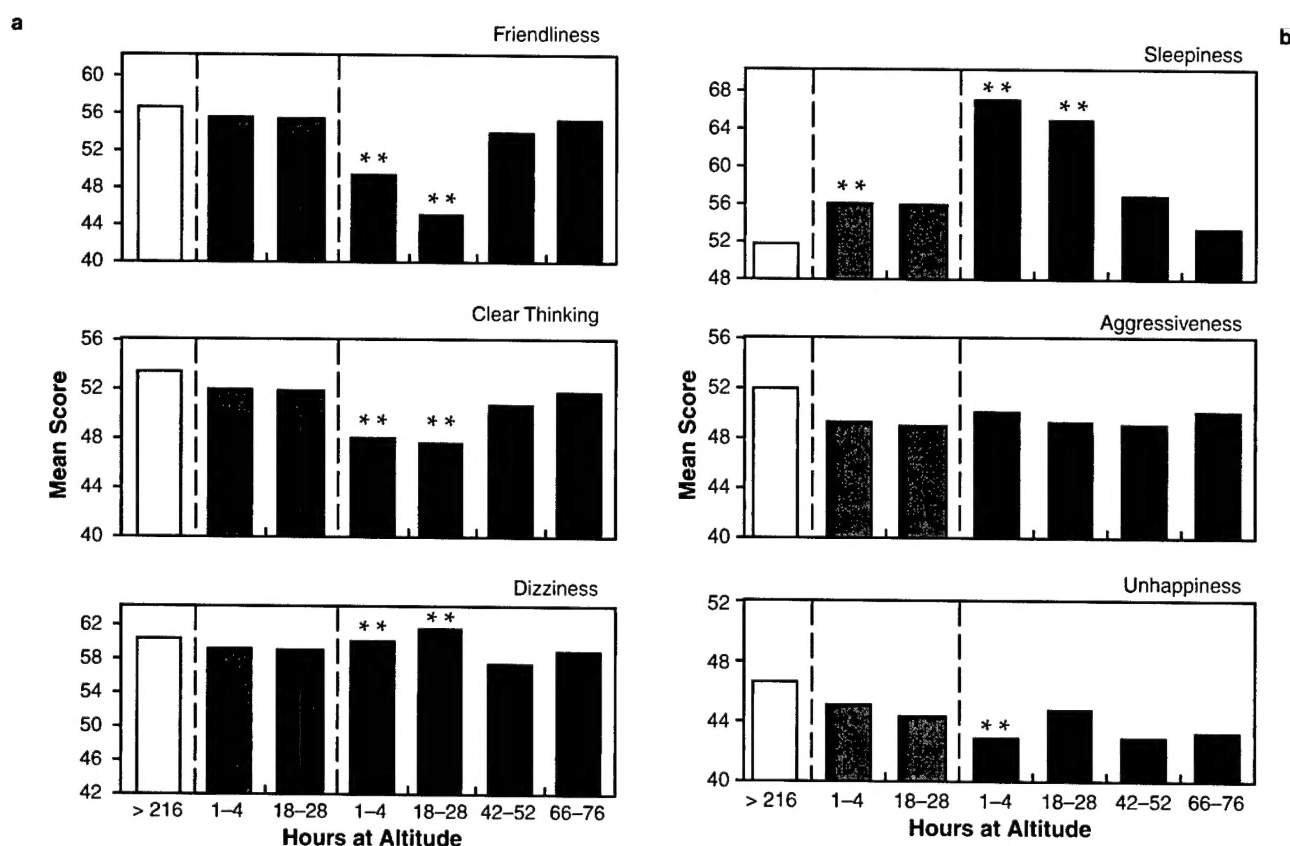 a
Friendliness
60
56
52
48
44
40
** **
Clear Thinking
56
52
48
44
40
** **
Mean Score
Dizziness
62
58
54
50
46
42
** **
> 216 1–4 18–28 1–4 18–28 42–52 66–76
Hours at Altitude
b
Sleepiness
68
64
60
56
52
48
** ** **
Aggressiveness
56
52
48
44
40
Mean Score
Unhappiness
52
48
44
40
**
> 216 1–4 18–28 1–4 18–28 42–52 66–76
Hours at Altitude